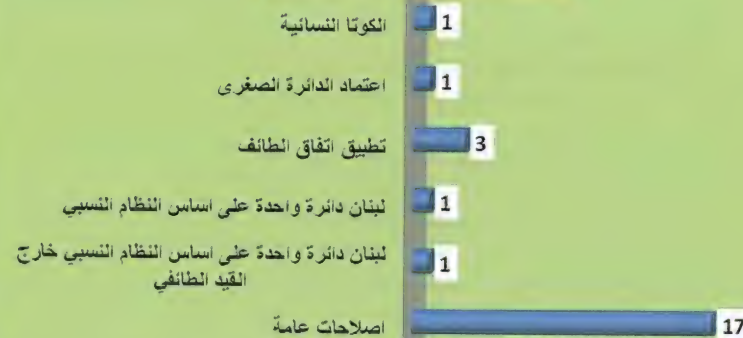 الكوتا النسائية 1
اعتماد الدائرة الصغرى 1
تطبيق اتفاق الطائف 3
لبنان دائرة واحدة على اساس النظام النسبي 1
لبنان دائرة واحدة على اساس النظام النسبي خارج
القيد الطائفي 1
اصلاحات عامة 17